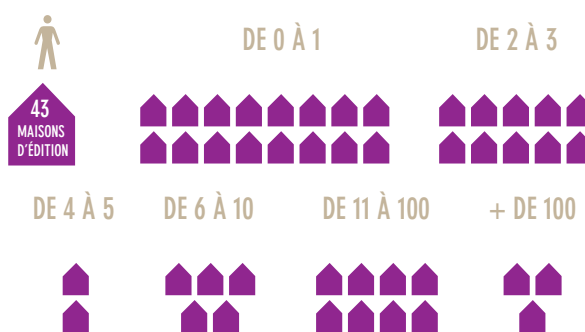 DE 0 À 1
DE 2 À 3
43
MAISONS
D'ÉDITION
DE 4 À 5
DE 6 À 10
DE 11 À 100
+ DE 100